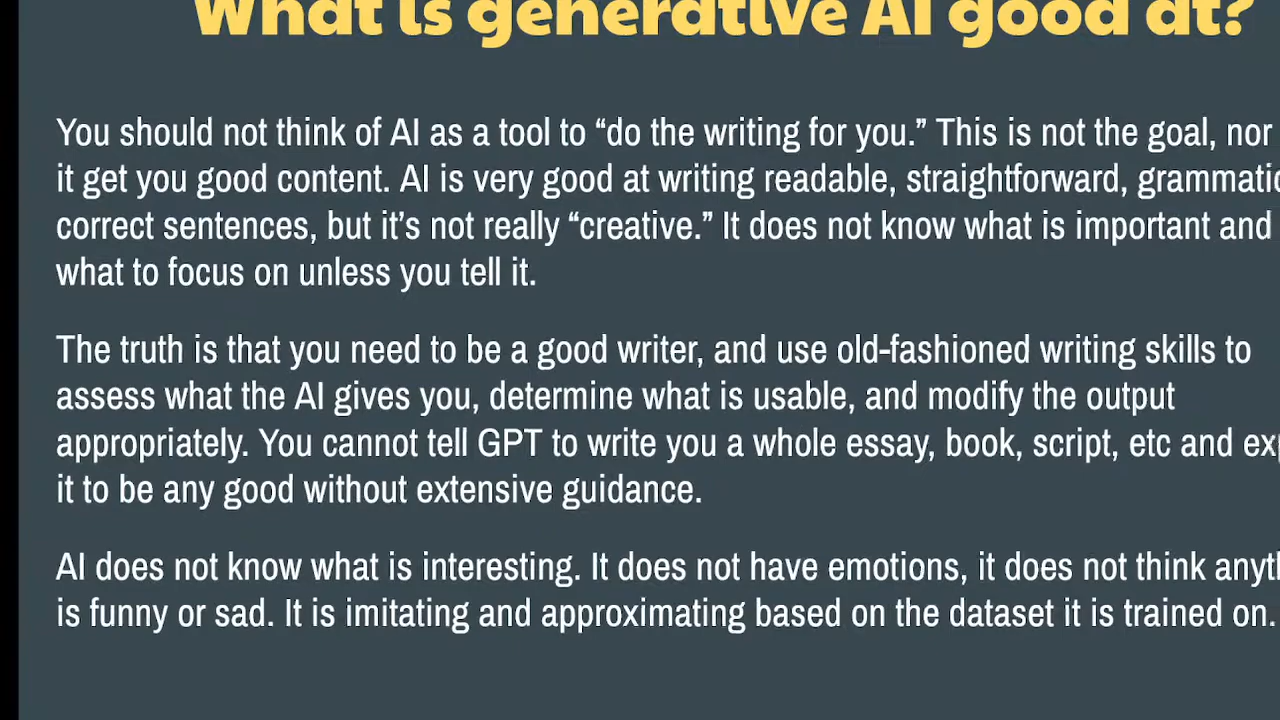 What is generative AI good at?
You should not think of AI as a tool to “do the writing for you.” This is not the goal, nor
it get you good content. AI is very good at writing readable, straightforward,
correct sentences, but it’s not really “creative.” It does not know what is important and
what to focus on unless you tell it.
The truth is that you need to be a good writer, and use old-fashioned writing skills to
assess what the AI gives you, determine what is usable, and modify the output
appropriately. You cannot tell GPT to write you a whole essay, book, script, etc and
it to be any good without extensive guidance.
AI does not know what is interesting. It does not have emotions, it does not think
is funny or sad. It is imitating and approximating based on the dataset it is trained on.